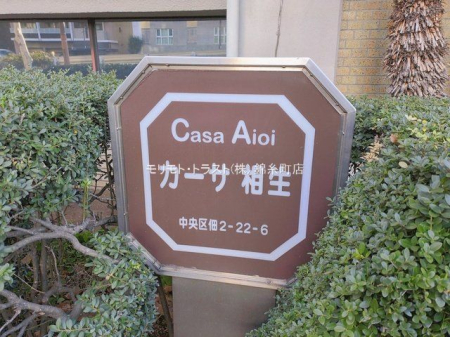 Casa Aioi
モリモト・トラスト(株) 錦糸町店
カーサ 相生
中央区佃2-22-6